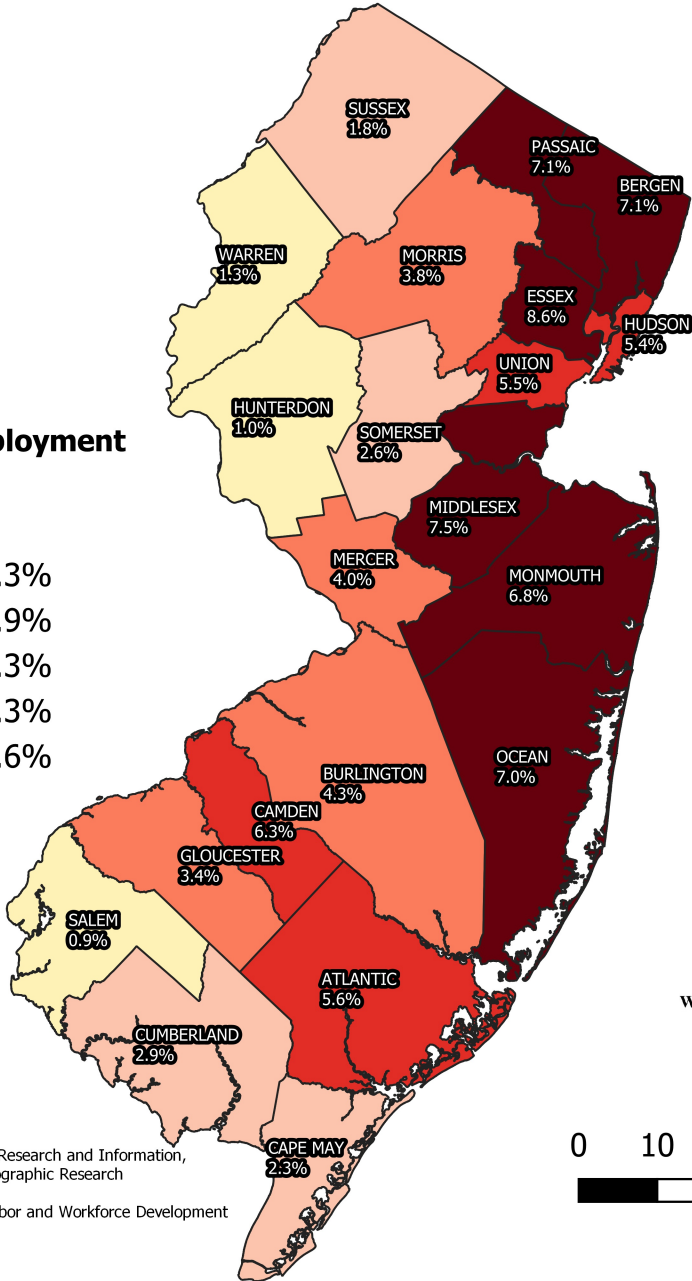 SUSSEX
1.8%
PASSAIC
7.1%
BERGEN
7.1%
WARREN
1.3%
MORRIS
3.8%
ESSEX
8.6%
HUDSON
5.4%
UNION
5.5%
HUNTERDON
1.0%
SOMERSET
2.6%
ployment
MIDDLESEX
7.5%
MERCER
4.0%
MONMOUTH
6.8%
.3%
.9%
.3%
.3%
.6%
OCEAN
7.0%
BURLINGTON
4.3%
CAMDEN
6.3%
GLOUCESTER
3.4%
SALEM
0.9%
ATLANTIC
5.6%
W
CUMBERLAND
2.9%
CAPE MAY
2.3%
Research and Information,
ographic Research
bor and Workforce Development
0 10